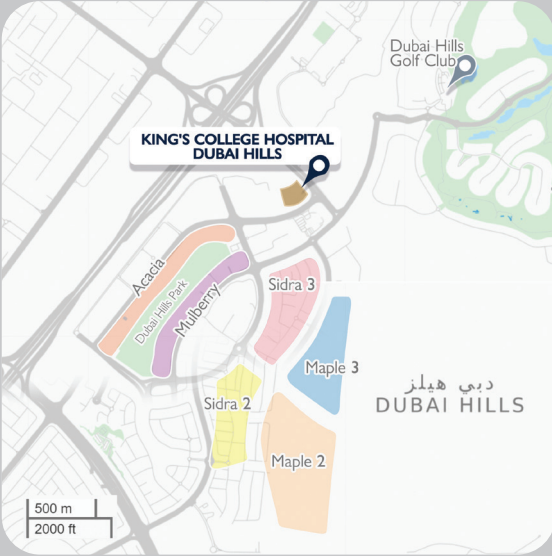 Dubai Hills
Golf Club
KING'S COLLEGE HOSPITAL
DUBAI HILLS
Acacia
Dubai Hills Park
Mulberry
Sidra 3
Maple 3
دبي هيلز
DUBAI HILLS
Sidra 2
Maple 2
500 m
2000 ft